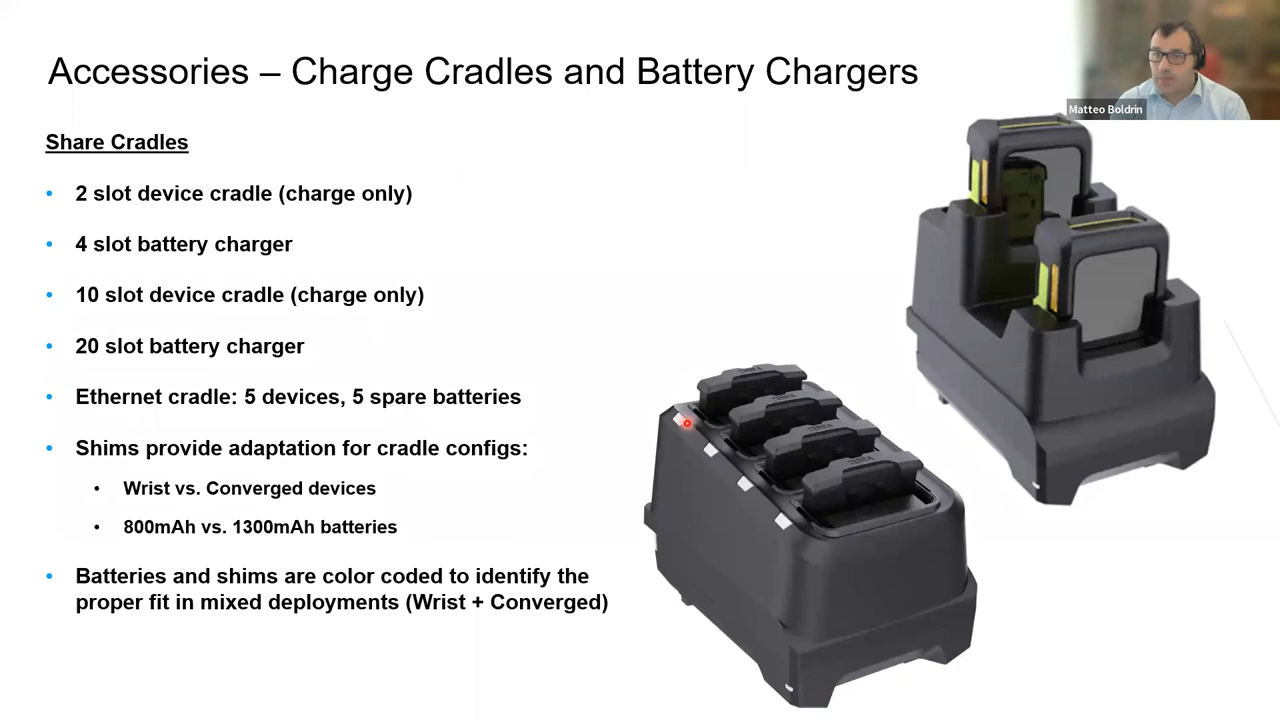 Accessories – Charge Cradles and Battery Chargers
Matteo Boldrin
Share Cradles
• 2 slot device cradle (charge only)
• 4 slot battery charger
• 10 slot device cradle (charge only)
• 20 slot battery charger
• Ethernet cradle: 5 devices, 5 spare batteries
• Shims provide adaptation for cradle configs:
• Wrist vs. Converged devices
• 800mAh vs. 1300mAh batteries
• Batteries and shims are color coded to identify the
proper fit in mixed deployments (Wrist + Converged)